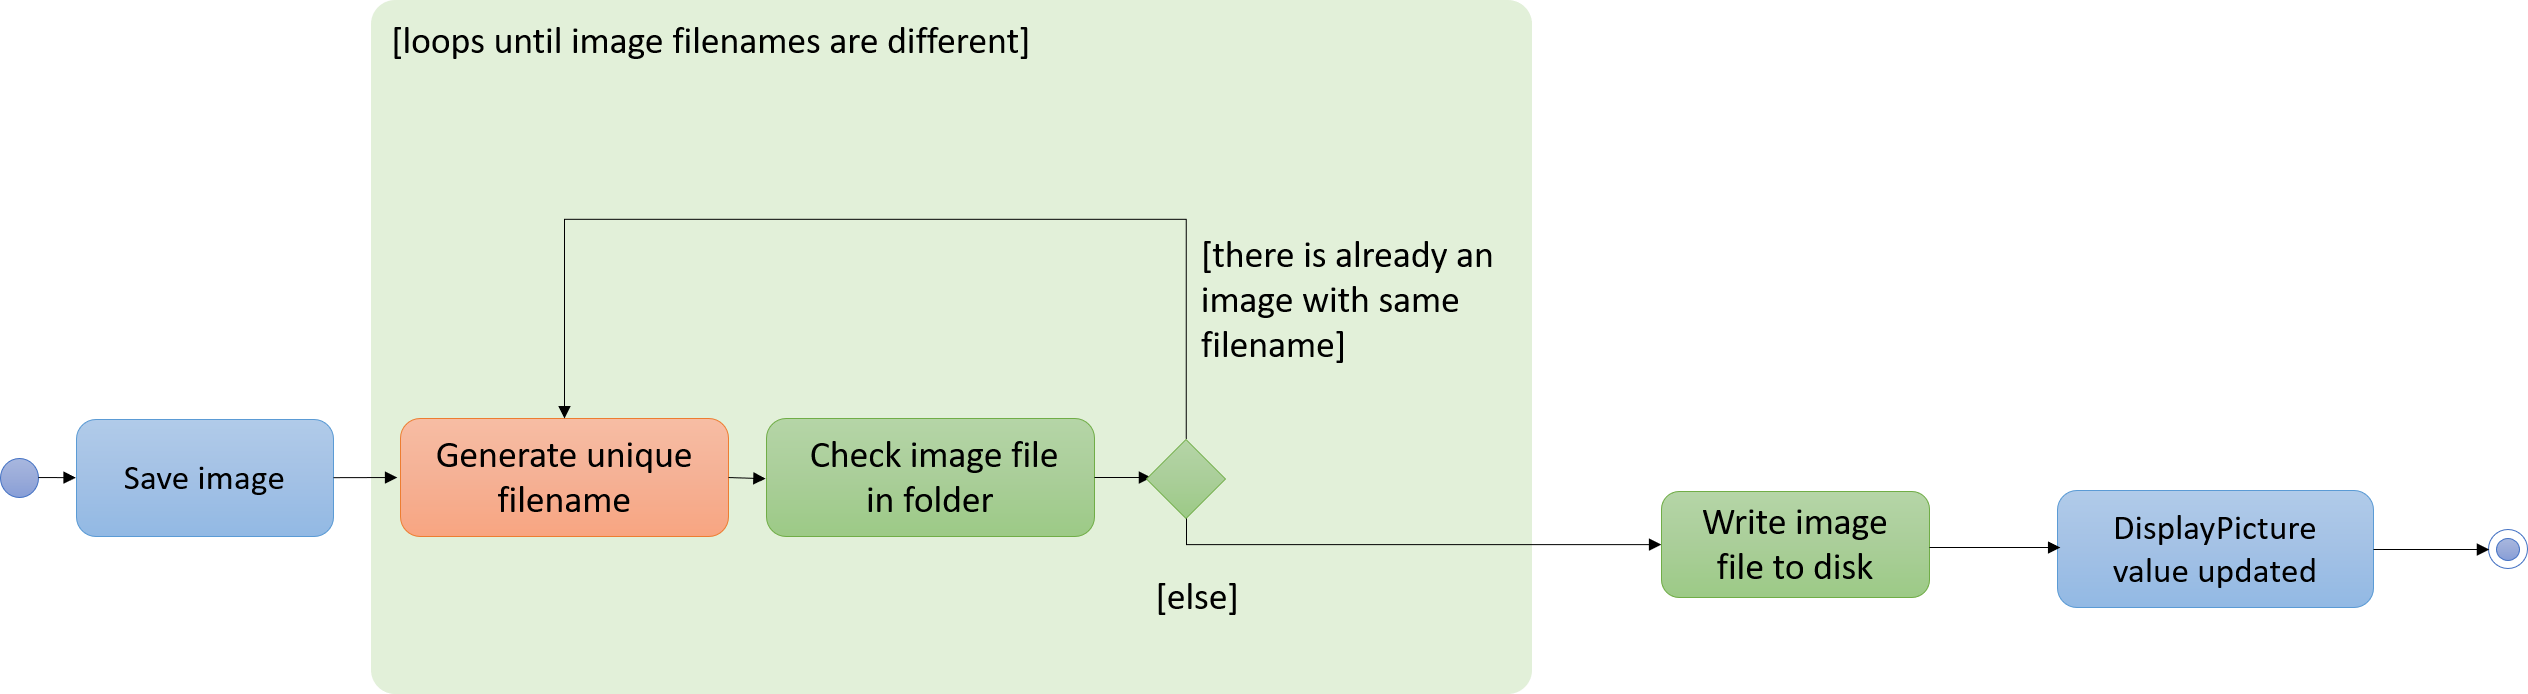 [loops until image filenames are different]
[there is already an
image with same
filename]
Save image
Generate unique
filename
Check image file
in folder
[else]
Write image
file to disk
DisplayPicture
value updated